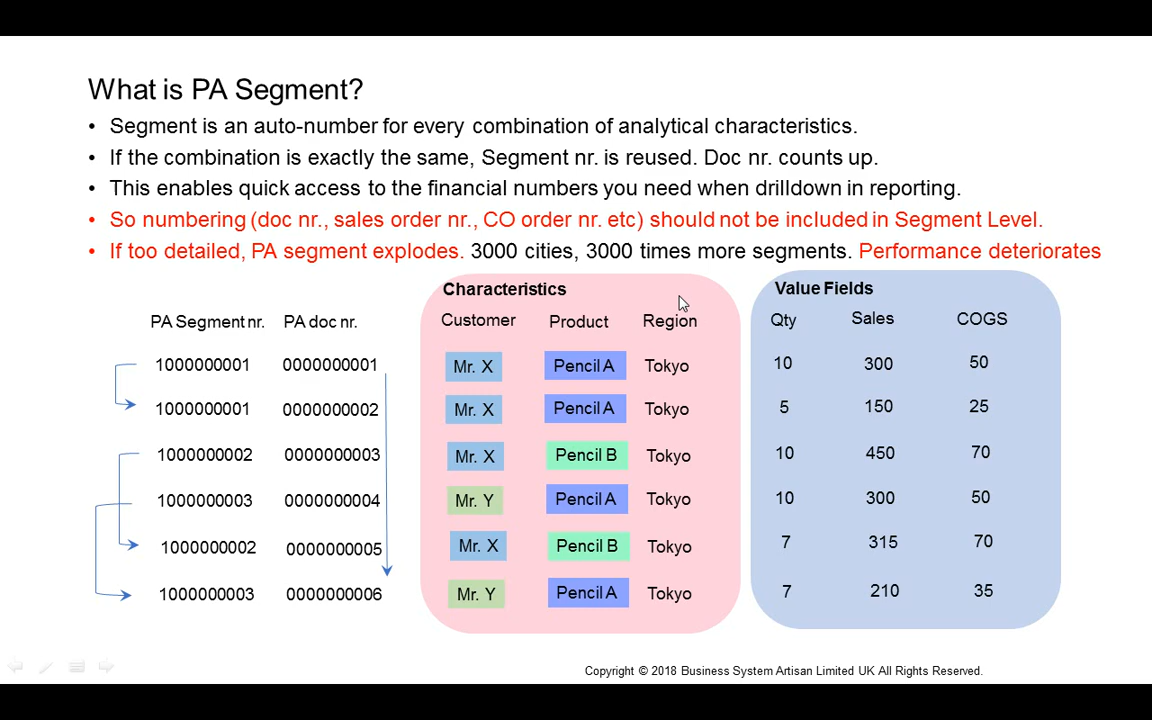 What is PA Segment?
• Segment is an auto-number for every combination of analytical characteristics.
• If the combination is exactly the same, Segment nr. is reused. Doc nr. counts up.
• This enables quick access to the financial numbers you need when drilldown in reporting.
• So numbering (doc nr., sales order nr., CO order nr. etc) should not be included in Segment Level.
• If too detailed, PA segment explodes. 3000 cities, 3000 times more segments. Performance deteriorates
Characteristics Value Fields
PA Segment nr. PA doc nr. Customer Product Region Qty Sales COGS
1000000001 0000000001 Mr. X Pencil A Tokyo 10 300 50
1000000001 0000000002 Mr. X Pencil A Tokyo 5 150 25
1000000002 0000000003 Mr. X Pencil B Tokyo 10 450 70
1000000003 0000000004 Mr. Y Pencil A Tokyo 10 300 50
1000000002 0000000005 Mr. X Pencil B Tokyo 7 315 70
1000000003 0000000006 Mr. Y Pencil A Tokyo 7 210 35
Copyright © 2018 Business System Artisan Limited UK All Rights Reserved.